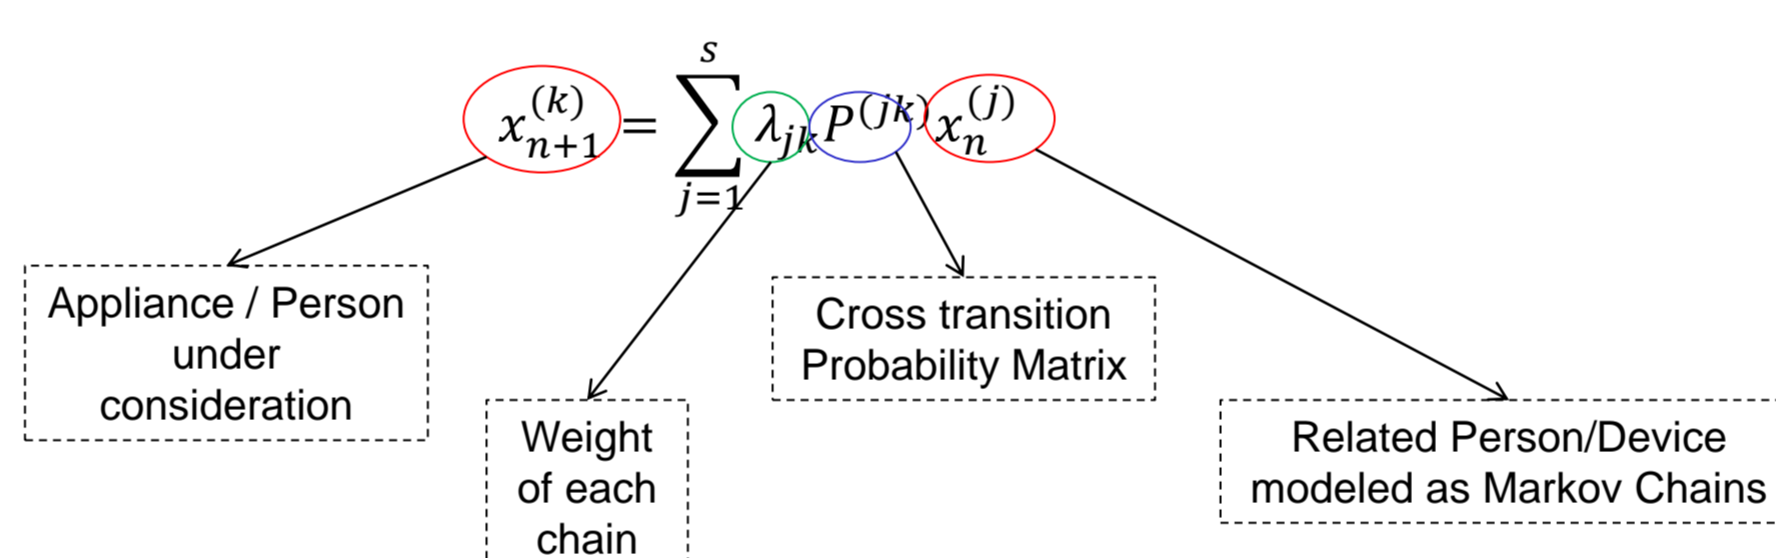 x_{n+1}^{(k)} = \sum_{j=1}^{s} λ_{jk} P^{(jk)} x_n^{(j)}
Appliance / Person
under
consideration
Weight
of each
chain
Cross transition
Probability Matrix
Related Person/Device
modeled as Markov Chains